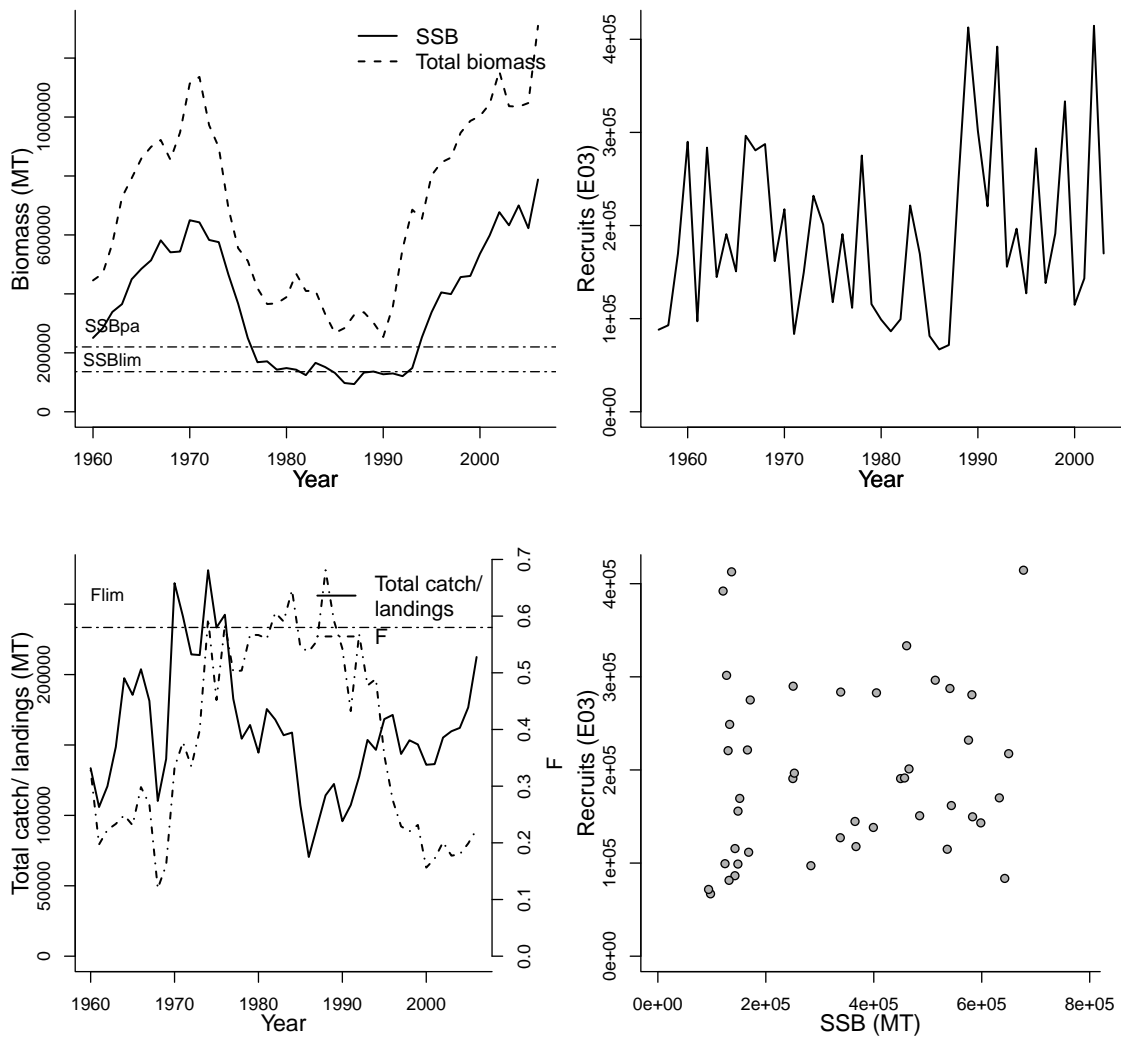 SSB
Total biomass
Biomass (MT)
1000000
600000
200000
0
SSBpa
SSBlim
1960 1970 1980 1990 2000
Year
Recruits (E03)
4e+05
3e+05
2e+05
1e+05
0e+00
1960 1970 1980 1990 2000
Year
Total catch/ landings (MT)
200000
100000
50000
0
Flim
Total catch/
landings
F
0.7
0.6
0.5
0.4
0.3
0.2
0.1
0.0
F
1960 1970 1980 1990 2000
Year
Recruits (E03)
4e+05
3e+05
2e+05
1e+05
0e+00
0e+00 2e+05 4e+05 6e+05 8e+05
SSB (MT)